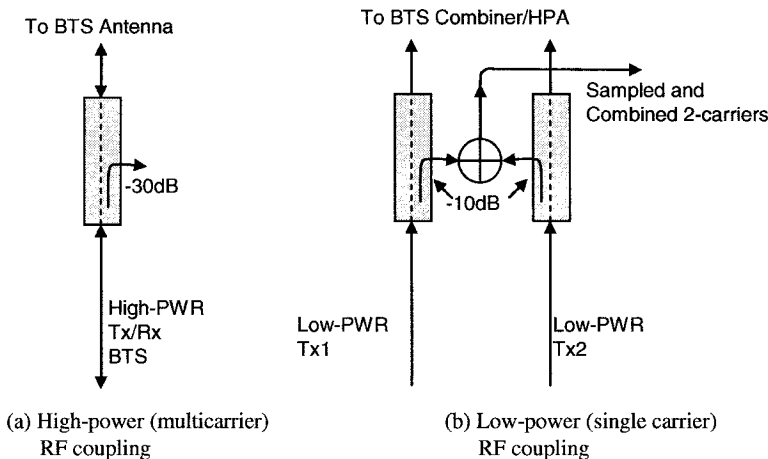 To BTS Antenna
-30dB
High-PWR
Tx/Rx
BTS
(a) High-power (multicarrier)
RF coupling
To BTS Combiner/HPA
Sampled and
Combined 2-carriers
-10dB
Low-PWR
Tx1
Low-PWR
Tx2
(b) Low-power (single carrier)
RF coupling